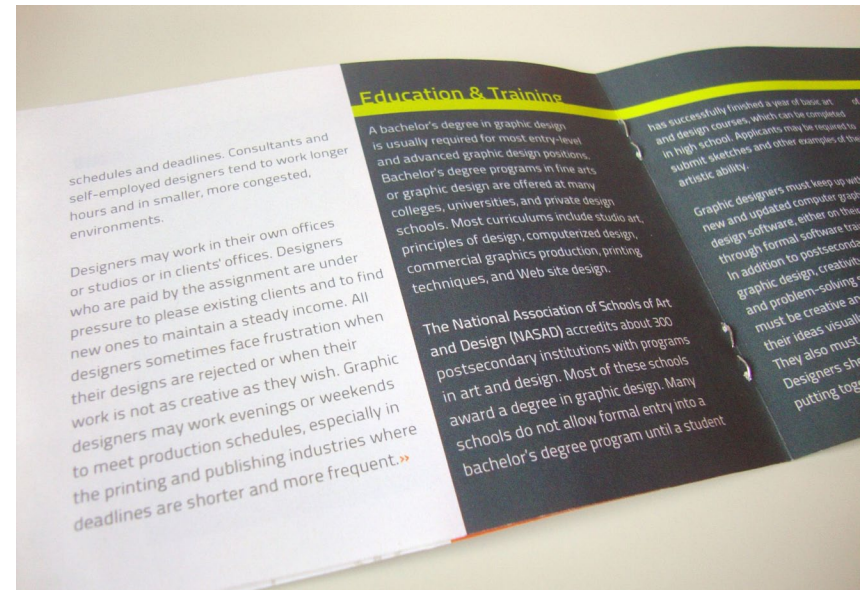 schedules and deadlines. Consultants and
self-employed designers tend to work longer
hours and in smaller, more congested,
environments.
Designers may work in their own offices
or studios or in clients' offices. Designers
who are paid by the assignment are under
pressure to please existing clients and to find
new ones to maintain a steady income. All
designers sometimes face frustration when
their designs are rejected or when their
work is not as creative as they wish. Graphic
designers may work evenings or weekends
to meet production schedules, especially in
the printing and publishing industries where
deadlines are shorter and more frequent.»
Education & Training
A bachelor's degree in graphic design
is usually required for most entry-level
and advanced graphic design positions.
Bachelor's degree programs in fine arts
or graphic design are offered at many
colleges, universities, and private design
schools. Most curriculums include studio art,
principles of design, computerized design,
commercial graphics production, printing
techniques, and Web site design.
The National Association of Schools of Art
and Design (NASAD) accredits about 300
postsecondary institutions with programs
in art and design. Most of these schools
award a degree in graphic design. Many
schools do not allow formal entry into a
bachelor's degree program until a student
has successfully finished a year of basic art
and design courses, which can be completed
in high school. Applicants may be required to
submit sketches and other examples of their
artistic ability.
Graphic designers must keep up with
new and updated computer graph
design software, either on their
through formal software tra
In addition to postseconda
graphic design, creativit
and problem-solving
must be creative a
their ideas visual
They also must
Designers sh
putting tog